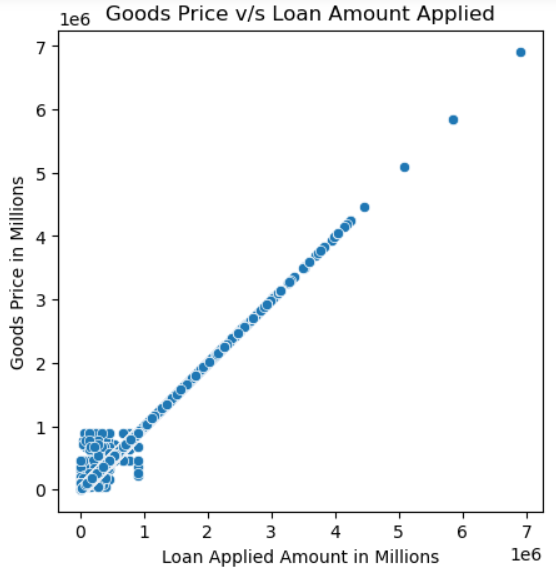 Goods Price v/s Loan Amount Applied
1e6
7
6
5
4
3
2
1
0
Goods Price in Millions
0 1 2 3 4 5 6 7
1e6
Loan Applied Amount in Millions